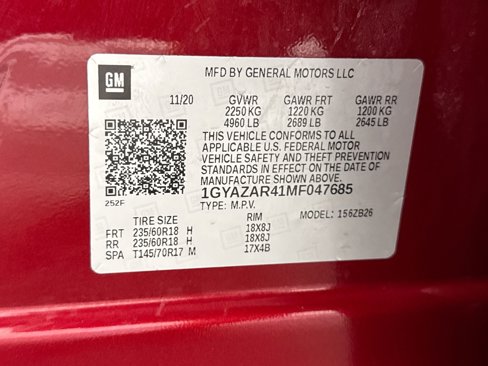 GM
MFD BY GENERAL MOTORS LLC
11/20 GVWR GAWR FRT GAWR RR
2250 KG 1220 KG 1200 KG
4960 LB 2689 LB 2645 LB
THIS VEHICLE CONFORMS TO ALL
APPLICABLE U.S. FEDERAL MOTOR
VEHICLE SAFETY AND THEFT PREVENTION
STANDARDS IN EFFECT ON THE DATE OF
MANUFACTURE SHOWN ABOVE.
1GYAZAR41MF047685
252F TYPE: M.P.V.
TIRE SIZE RIM MODEL: 156ZB26
FRT 235/60R18 H 18X8J
RR 235/60R18 H 18X8J
SPA T145/70R17 M 17X4B